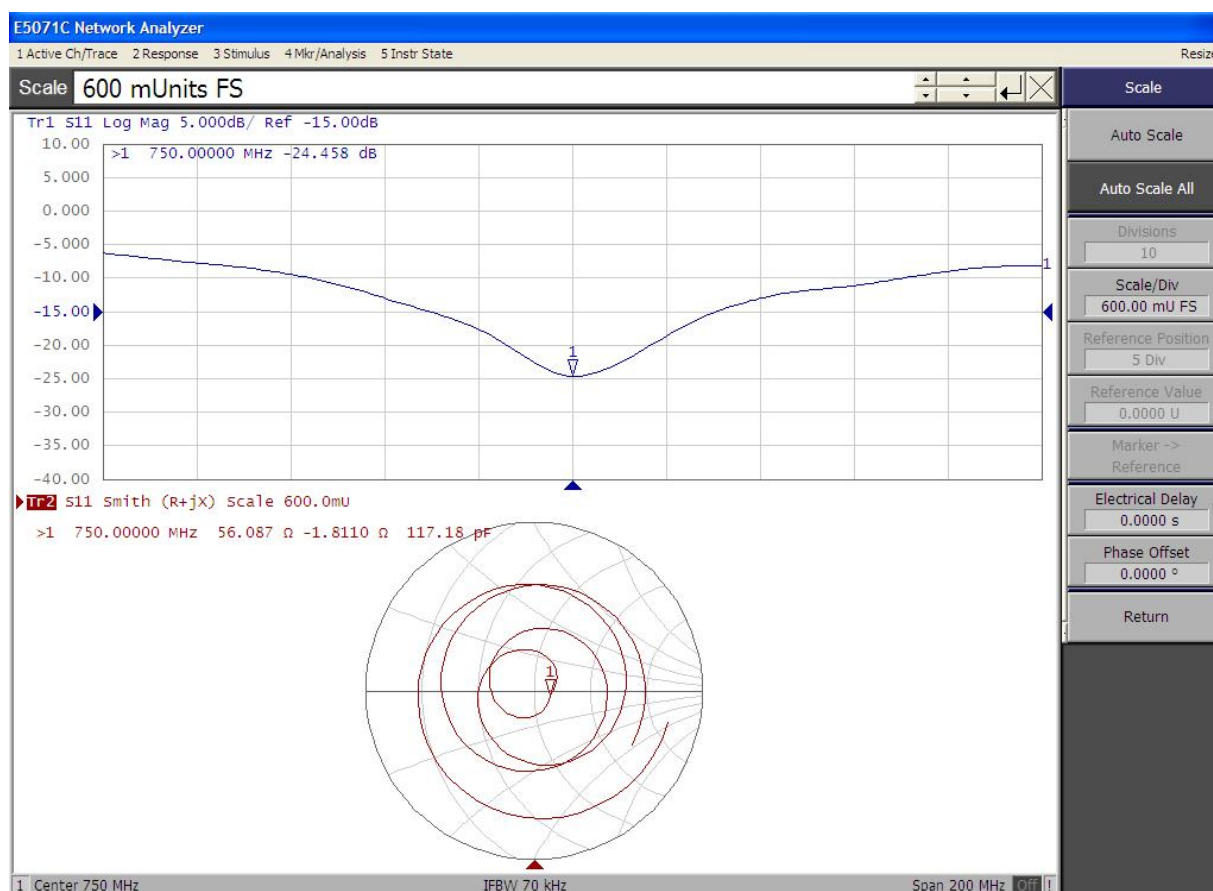 E5071C Network Analyzer
1 Active Ch/Trace 2 Response 3 Stimulus 4 Mkr/Analysis 5 Instr State Resize
Scale 600 mUnits FS
Scale
Tr1 S11 Log Mag 5.000dB/ Ref -15.00dB
10.00
>1 750.00000 MHz -24.458 dB
5.000
0.000
-5.000
-10.00
-15.00
-20.00
-25.00
-30.00
-35.00
-40.00
1
1
Tr2 S11 Smith (R+jX) Scale 600.0mU
>1 750.00000 MHz 56.087 Ω -1.8110 Ω 117.18 pF
1
Auto Scale
Auto Scale All
Divisions
10
Scale/Div
600.00 mU FS
Reference Position
5 Div
Reference Value
0.0000 U
Marker ->
Reference
Electrical Delay
0.0000 s
Phase Offset
0.0000 °
Return
1 Center 750 MHz IFBW 70 kHz Span 200 MHz Off !